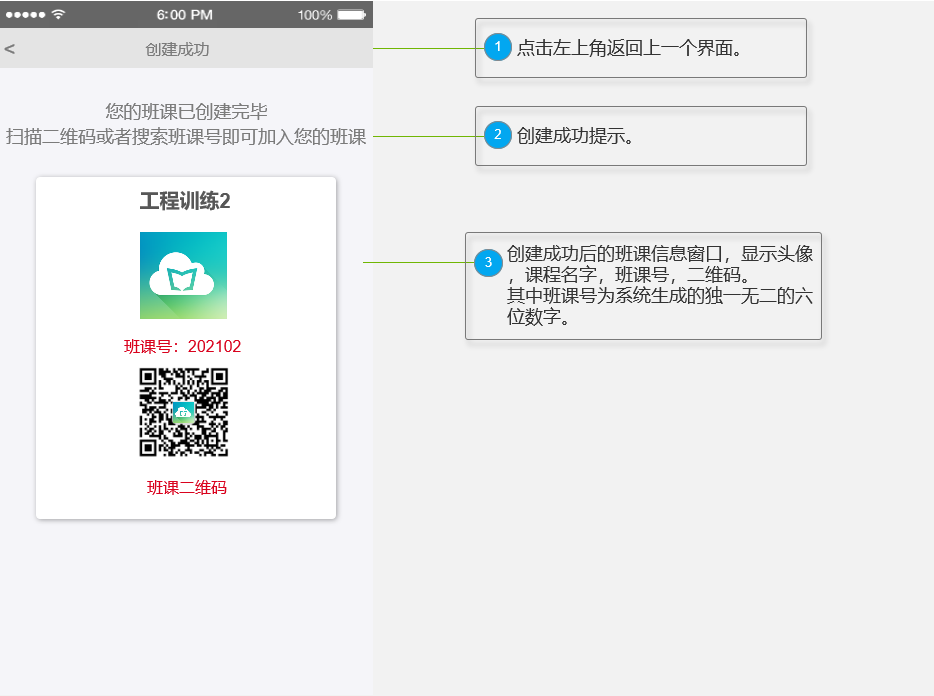 6:00 PM
100%
<
创建成功
您的班课已创建完毕
扫描二维码或者搜索班课号即可加入您的班课
工程训练2
班课号：202102
班课二维码
1 点击左上角返回上一个界面。
2 创建成功提示。
3 创建成功后的班课信息窗口，显示头像
，课程名字，班课号，二维码。
其中班课号为系统生成的独一无二的六
位数字。